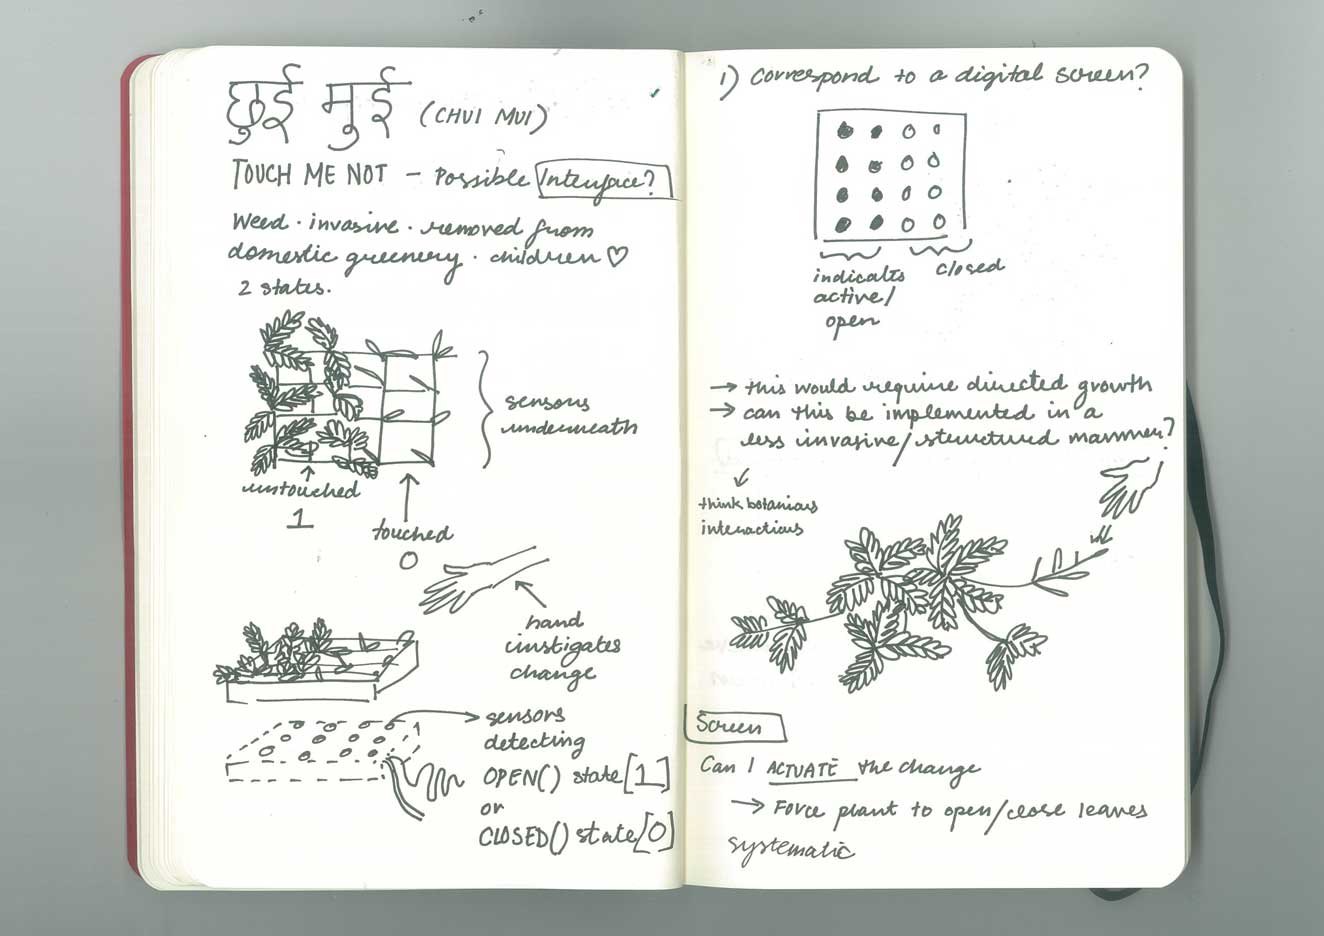 छुई मुई (CHUI MUI)
TOUCH ME NOT – Possible Interface?
Weed · invasive · removed from
domestic greenery · children ♡
2 states.
sensors
underneath
untouched
1
touched
0
hand
instigates
change
sensors
detecting
OPEN() state [1]
or
CLOSED() state [0]
1) Correspond to a digital screen?
indicates
active/
open
closed
→ this would require directed growth
→ can this be implemented in a
less invasive/structured manner?
think botanious
interactions
Screen
Can I ACTUATE the change
→ Force plant to open/close leaves
systematic